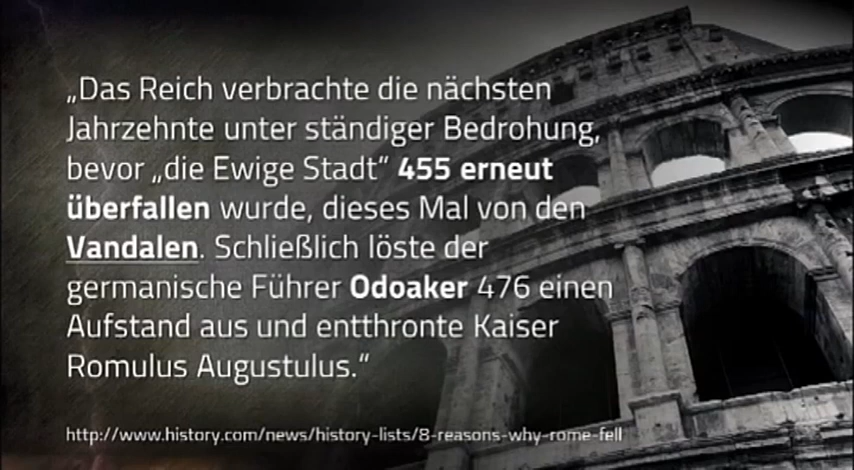 „Das Reich verbrachte die nächsten
Jahrzehnte unter ständiger Bedrohung,
bevor „die Ewige Stadt“ 455 erneut
überfallen wurde, dieses Mal von den
Vandalen. Schließlich löste der
germanische Führer Odoaker 476 einen
Aufstand aus und entthronte Kaiser
Romulus Augustulus.“
http://www.history.com/news/history-lists/8-reasons-why-rome-fell